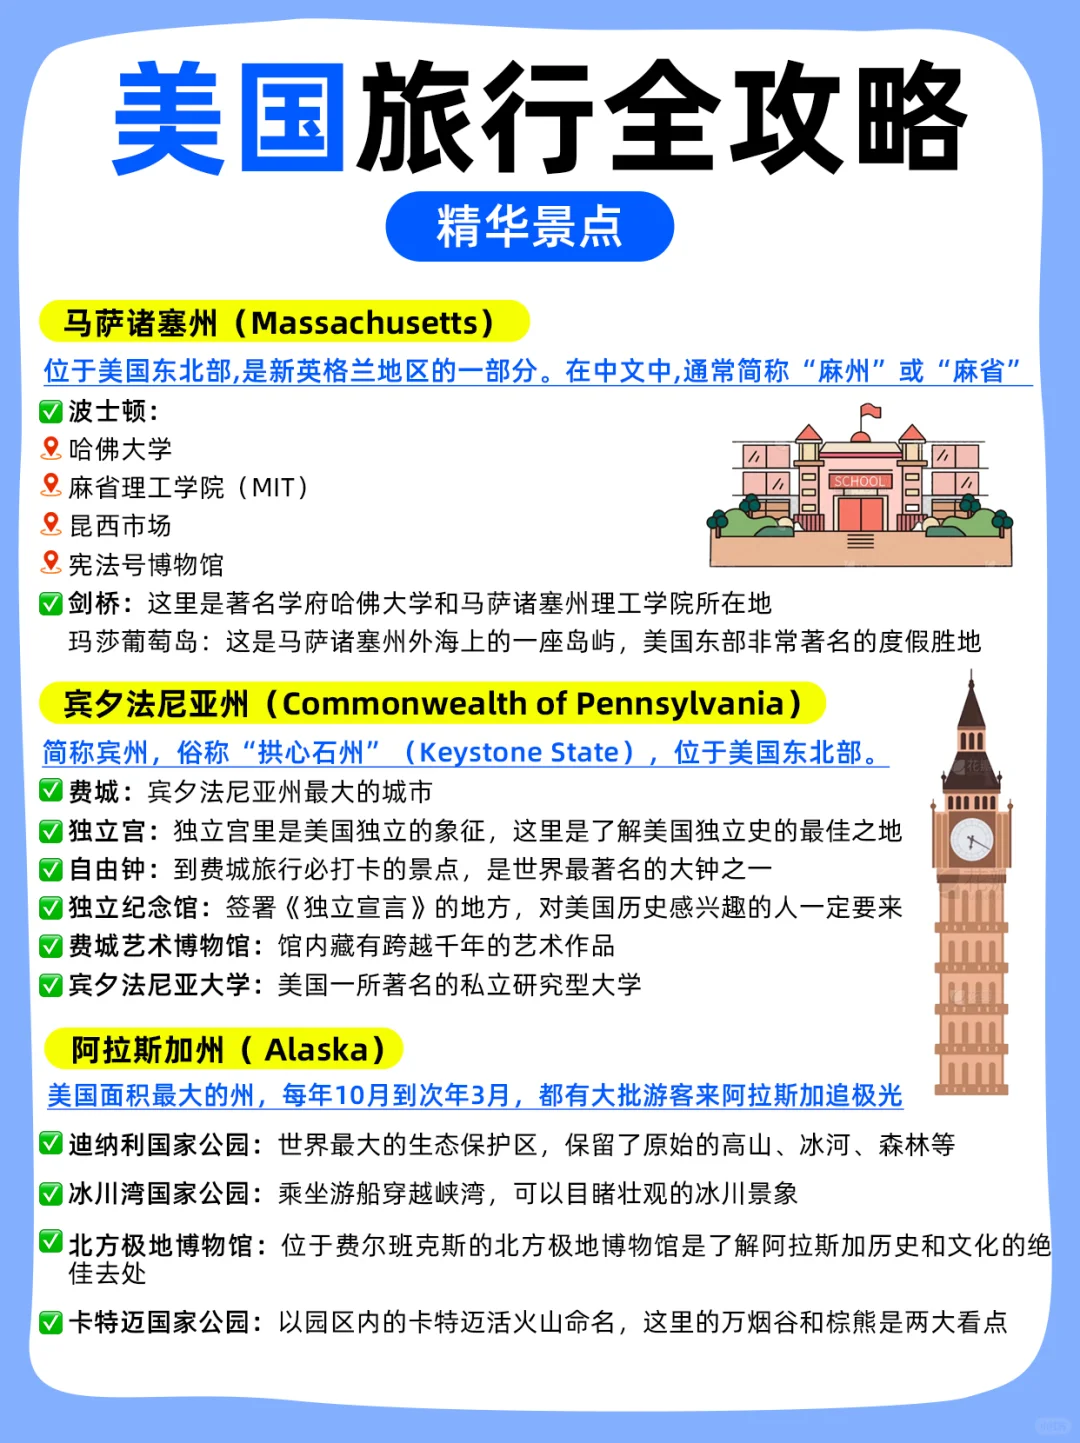 美国旅行全攻略
精华景点
马萨诸塞州（Massachusetts）
位于美国东北部,是新英格兰地区的一部分。在中文中,通常简称“麻州”或“麻省”
波士顿：
哈佛大学
麻省理工学院（MIT）
昆西市场
宪法号博物馆
SCHOOL
剑桥：这里是著名学府哈佛大学和马萨诸塞州理工学院所在地
玛莎葡萄岛：这是马萨诸塞州外海上的一座岛屿，美国东部非常著名的度假胜地
宾夕法尼亚州（Commonwealth of Pennsylvania）
简称宾州，俗称“拱心石州”（Keystone State），位于美国东北部。
费城：宾夕法尼亚州最大的城市
独立宫：独立宫里是美国独立的象征，这里是了解美国独立史的最佳之地
自由钟：到费城旅行必打卡的景点，是世界最著名的大钟之一
独立纪念馆：签署《独立宣言》的地方，对美国历史感兴趣的人一定要来
费城艺术博物馆：馆内藏有跨越千年的艺术作品
宾夕法尼亚大学：美国一所著名的私立研究型大学
阿拉斯加州（ Alaska）
美国面积最大的州，每年10月到次年3月，都有大批游客来阿拉斯加追极光
迪纳利国家公园：世界最大的生态保护区，保留了原始的高山、冰河、森林等
冰川湾国家公园：乘坐游船穿越峡湾，可以目睹壮观的冰川景象
北方极地博物馆：位于费尔班克斯的北方极地博物馆是了解阿拉斯加历史和文化的绝
佳去处
卡特迈国家公园：以园区内的卡特迈活火山命名，这里的万烟谷和棕熊是两大看点